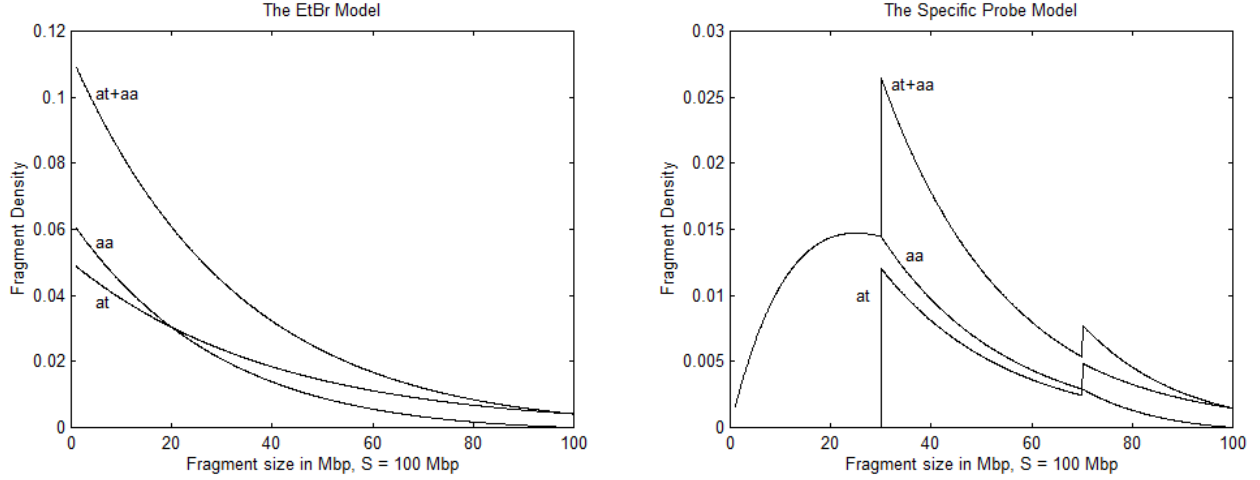 The EtBr Model
0.12
0.1
0.08
0.06
0.04
0.02
0
Fragment Density
at+aa
aa
at
0 20 40 60 80 100
Fragment size in Mbp, S = 100 Mbp
The Specific Probe Model
0.03
0.025
0.02
0.015
0.01
0.005
0
Fragment Density
at+aa
aa
at
0 20 40 60 80 100
Fragment size in Mbp, S = 100 Mbp